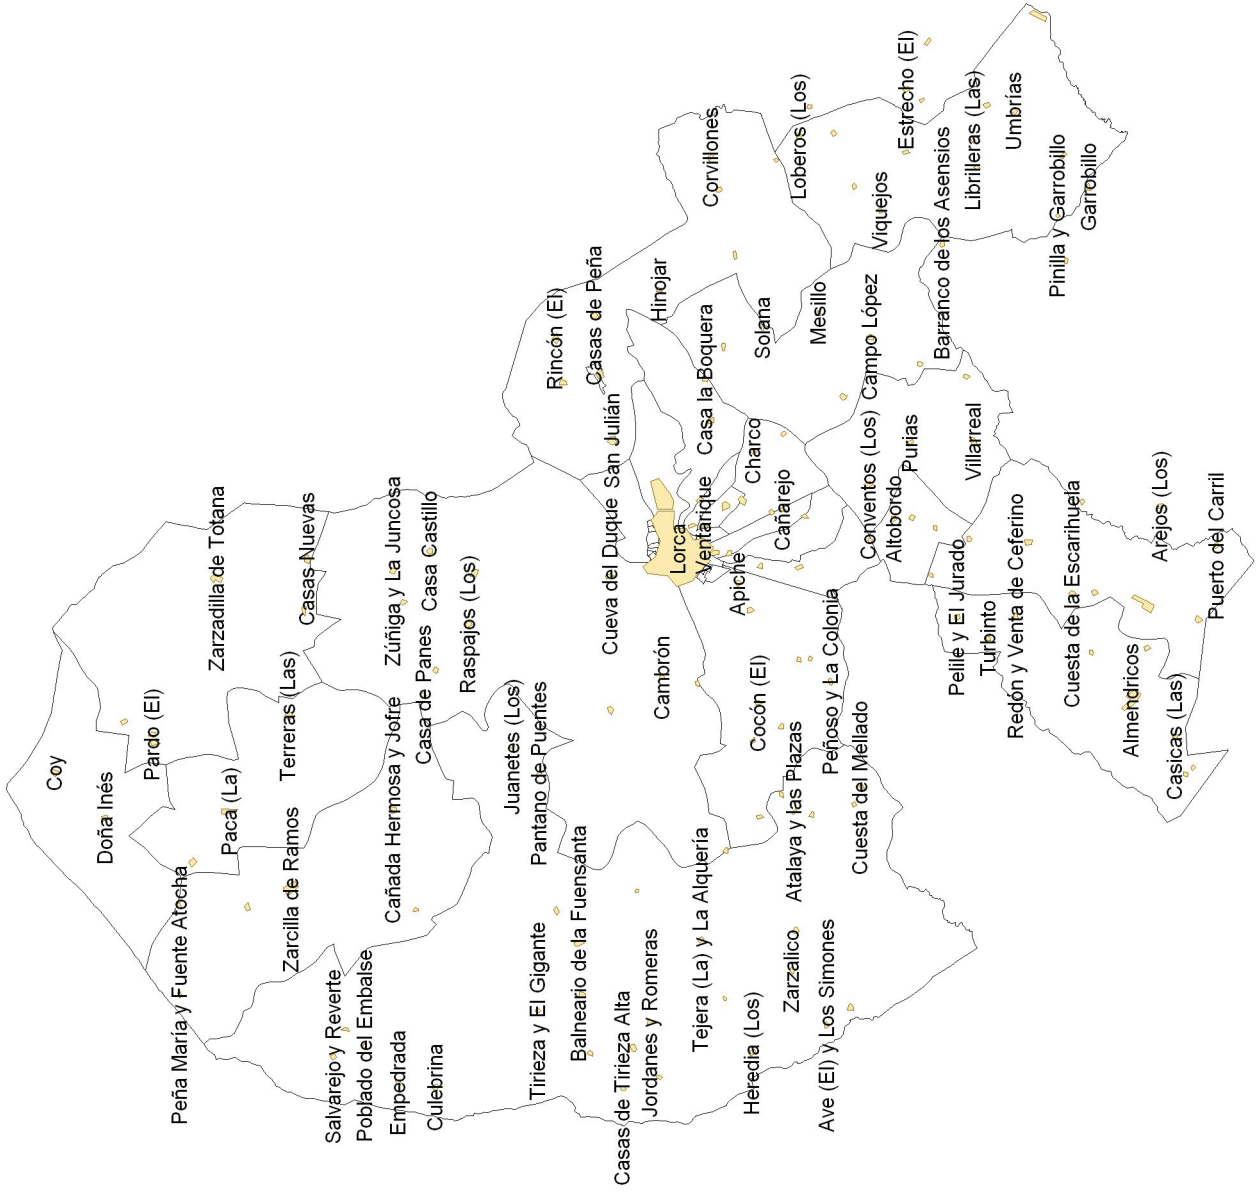 Coy
Doña Inés
Pardo (El)
Peña María y Fuente Atocha
Zarzadilla de Totana
Paca (La)
Terreras (Las)
Zarcilla de Ramos
Casas Nuevas
Salvarejo y Reverte
Poblado del Embalse
Zúñiga y La Juncosa
Cañada Hermosa y Jofre
Empedrada
Casa de Panes
Casa Castillo
Culebrina
Raspajos (Los)
Juanetes (Los)
Pantano de Puentes
Tirieza y El Gigante
Rincón (El)
Balneario de la Fuensanta
Casas de Peña
Cueva del Duque
San Julián
Casas de Tirieza Alta
Jordanes y Romeras
Cambrón
Hinojar
Lorca
Corvillones
Tejera (La) y La Alquería
Ventarique
Casa la Boquera
Apiche
Charco
Heredia (Los)
Cocón (El)
Solana
Cañarejo
Zarzalico
Atalaya y las Plazas
Loberos (Los)
Mesillo
Ave (El) y Los Simones
Peñoso y La Colonia
Cuesta del Mellado
Conventos (Los)
Campo López
Viquejos
Altobordo
Purias
Estrecho (El)
Barranco de los Asensios
Pelile y El Jurado
Villarreal
Librilleras (Las)
Turbinto
Redón y Venta de Ceferino
Umbrías
Pinilla y Garrobillo
Cuesta de la Escarihuela
Garrobillo
Almendricos
Arejos (Los)
Casicas (Las)
Puerto del Carril